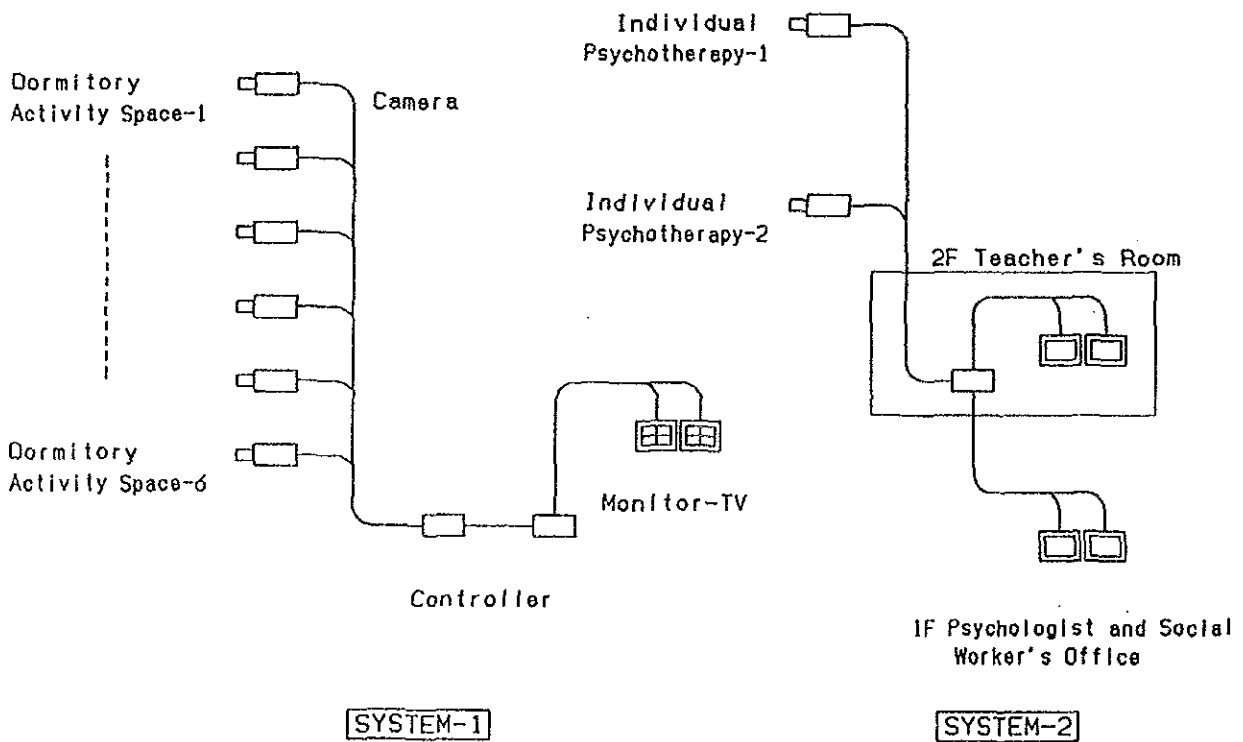 Individual
Psychotherapy-1
Dormitory
Activity Space-1
Camera
Individual
Psychotherapy-2
2F Teacher's Room
Dormitory
Activity Space-6
Monitor-TV
Controller
1F Psychologist and Social
Worker's Office
SYSTEM-1
SYSTEM-2